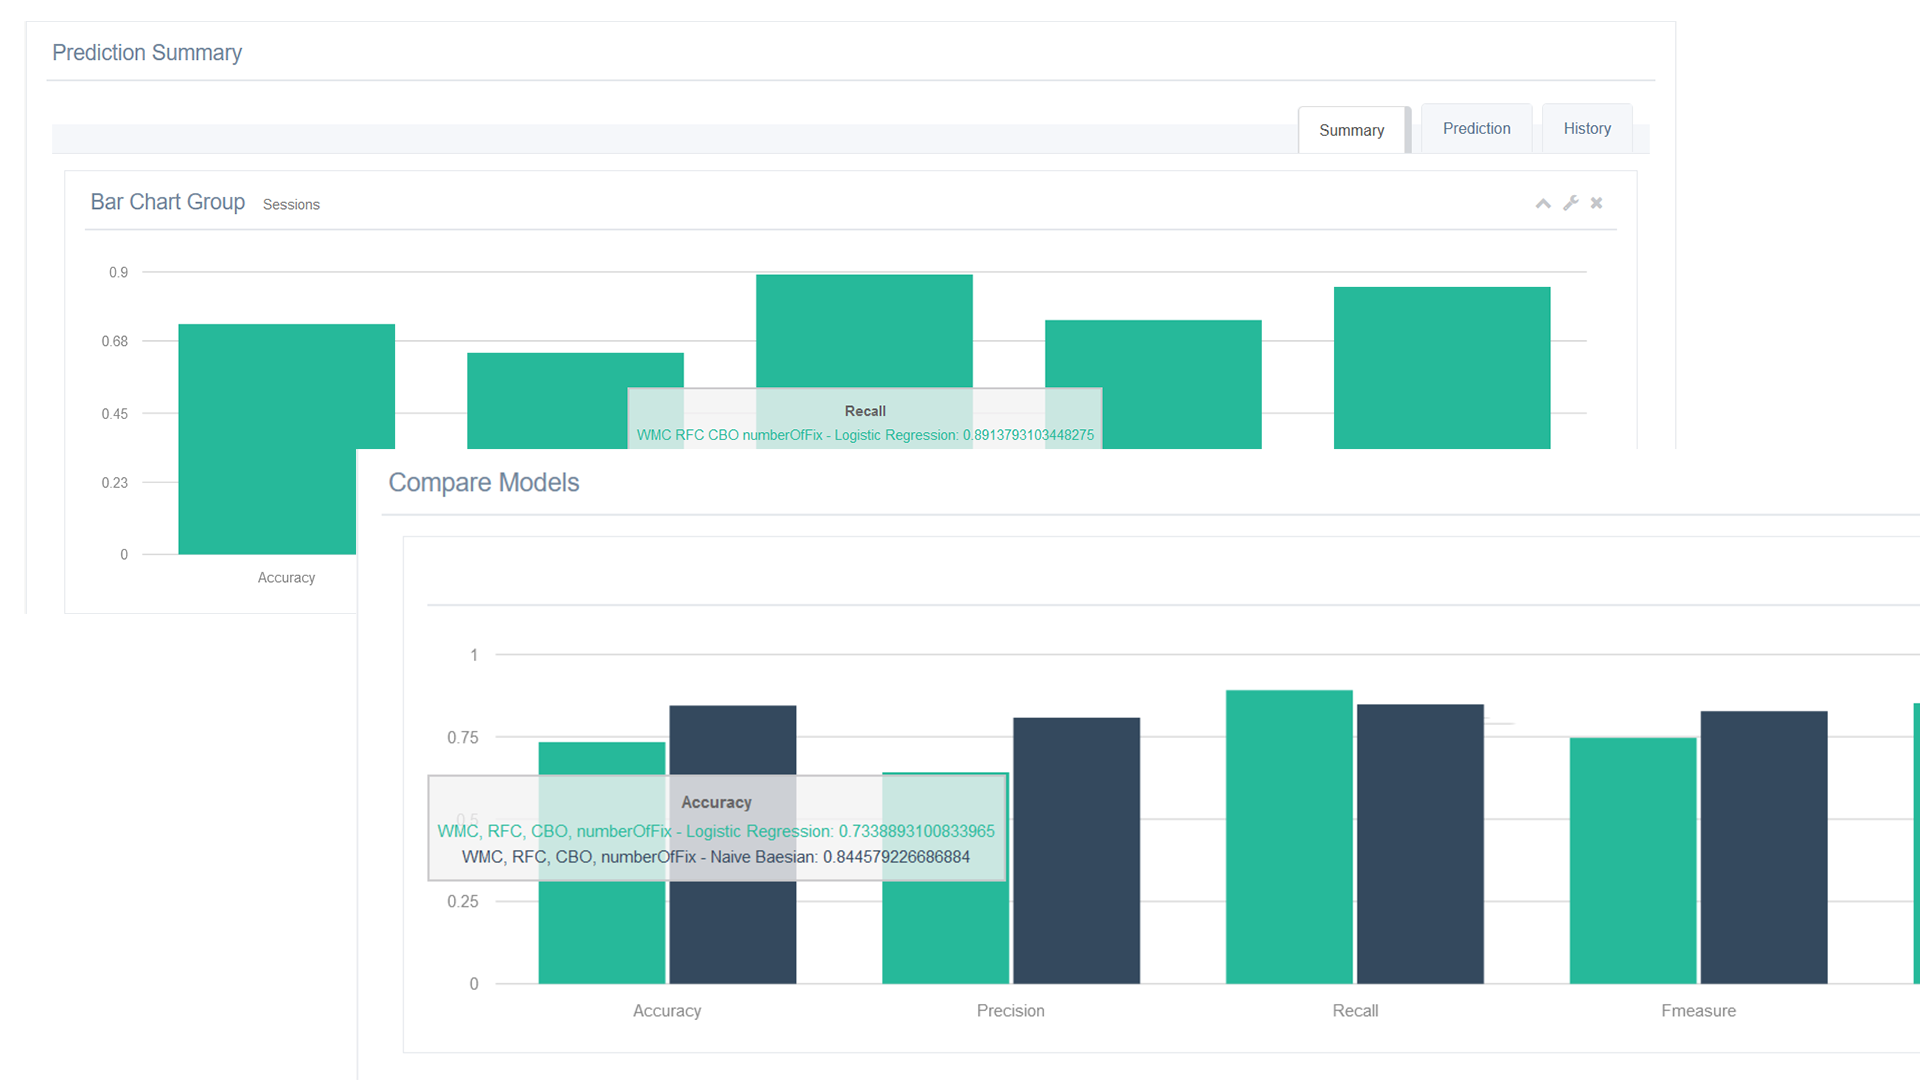 Prediction Summary
Summary
Prediction
History
Bar Chart Group Sessions
0.9
0.68
0.45
0.23
0
Recall
WMC RFC CBO numberOfFix - Logistic Regression: 0.8913793103448275
Accuracy
Compare Models
1
0.75
0.5
0.25
0
Accuracy
WMC, RFC, CBO, numberOfFix - Logistic Regression: 0.7338893100833965
WMC, RFC, CBO, numberOfFix - Naive Baesian: 0.844579226686884
Accuracy
Precision
Recall
Fmeasure